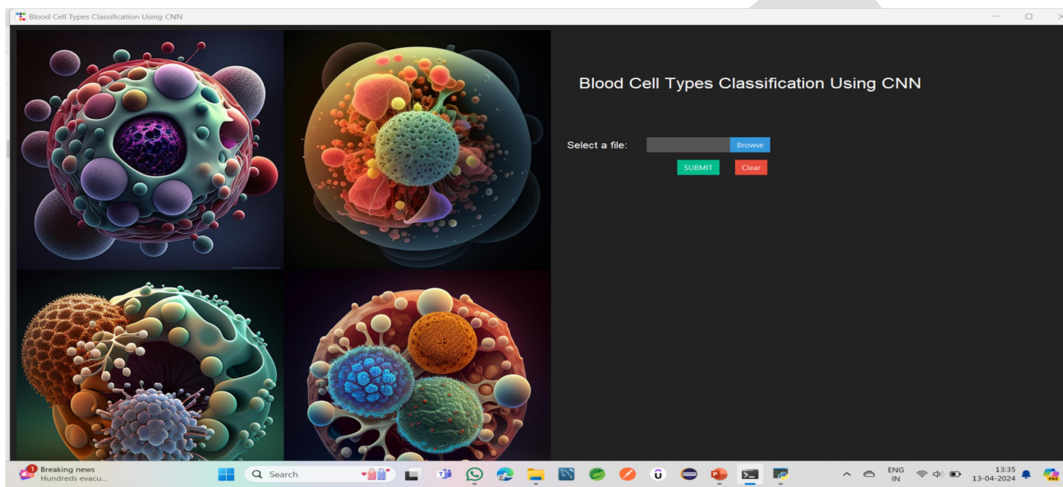 Blood Cell Types Classification Using CNN
Blood Cell Types Classification Using CNN
Select a file:
Browse
SUBMIT
Clear
Breaking news
Hundreds evacu...
Search
ENG
IN
13:35
13-04-2024